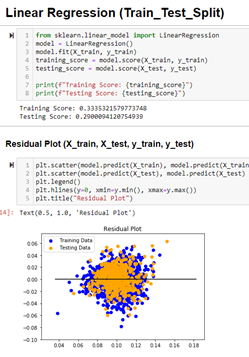 Linear Regression (Train_Test_Split)
1 from sklearn.linear_model import LinearRegression
2 model = LinearRegression()
3 model.fit(X_train, y_train)
4 training_score = model.score(X_train, y_train)
5 testing_score = model.score(X_test, y_test)
6
7 print(f"Training Score: {training_score}")
8 print(f"Testing Score: {testing_score}")
Training Score: 0.3335321579773748
Testing Score: 0.2900094120754939
Residual Plot (X_train, X_test, y_train, y_test)
1 plt.scatter(model.predict(X_train), model.predict(X_train)
2 plt.scatter(model.predict(X_test), model.predict(X_test)
3 plt.legend()
4 plt.hlines(y=0, xmin=y.min(), xmax=y.max())
5 plt.title("Residual Plot")
14]: Text(0.5, 1.0, 'Residual Plot')
Residual Plot
0.06
Training Data
Testing Data
0.04
0.02
0.00
−0.02
−0.04
−0.06
−0.08
−0.10
0.04 0.06 0.08 0.10 0.12 0.14 0.16 0.18